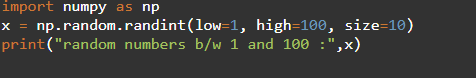 import numpy as np
x = np.random.randint(low=1, high=100, size=10)
print("random numbers b/w 1 and 100 :",x)